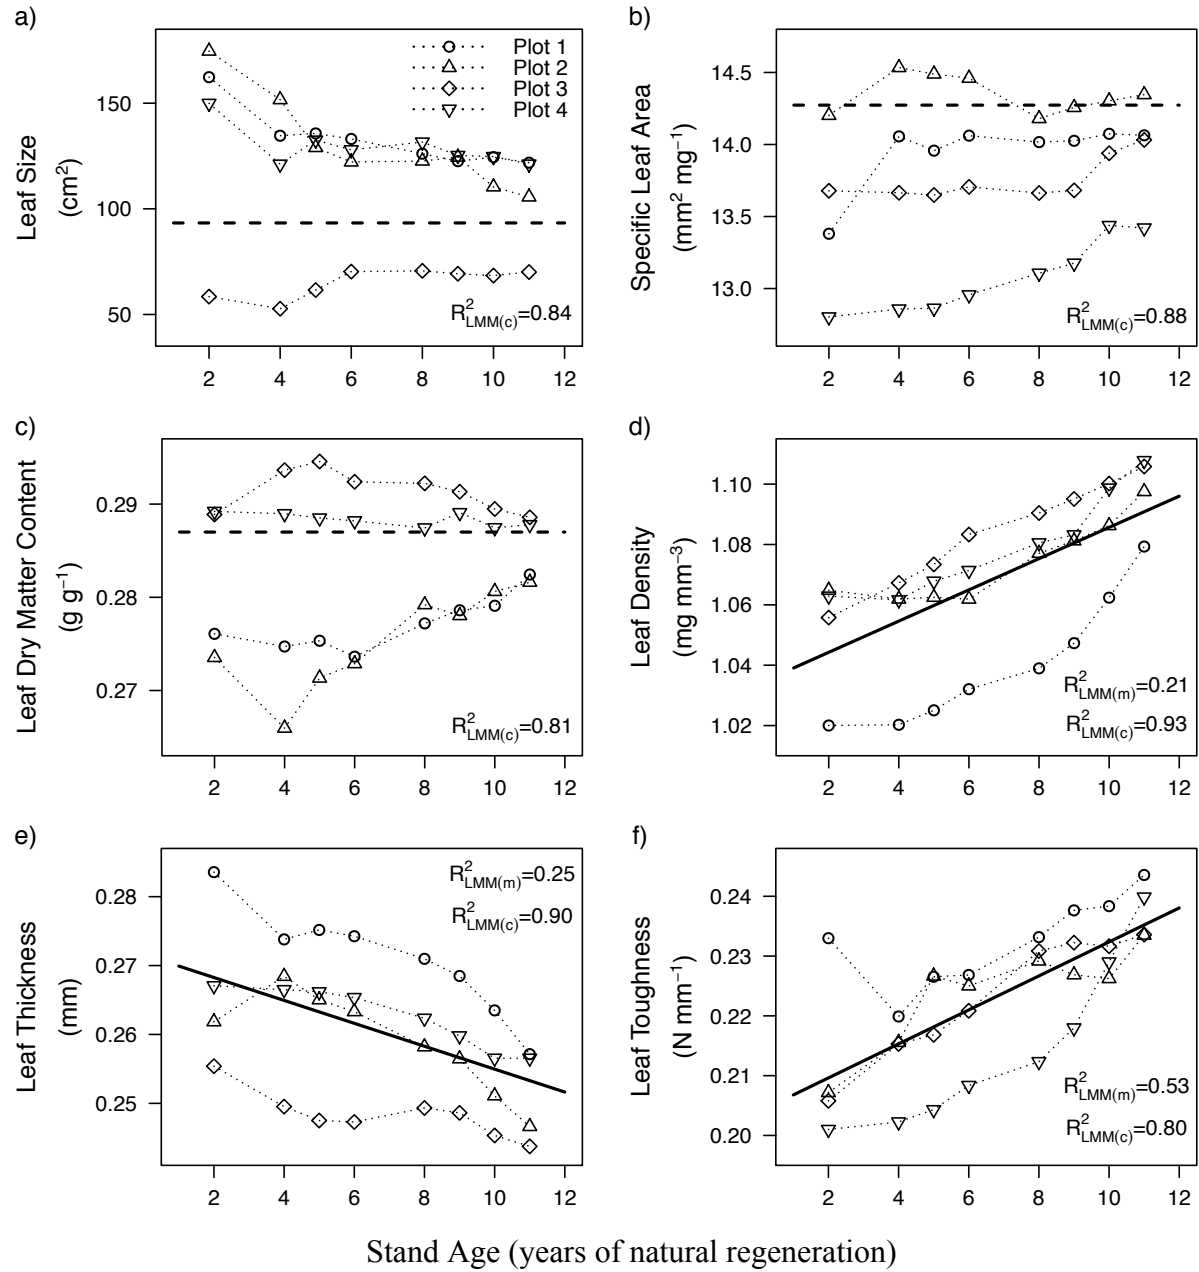 a)
Leaf Size
(cm²)
150
100
50
Plot 1
Plot 2
Plot 3
Plot 4
R²LMM(c)=0.84
2 4 6 8 10 12
b)
Specific Leaf Area
(mm² mg⁻¹)
14.5
14.0
13.5
13.0
R²LMM(c)=0.88
2 4 6 8 10 12
c)
Leaf Dry Matter Content
(g g⁻¹)
0.29
0.28
0.27
R²LMM(c)=0.81
2 4 6 8 10 12
d)
Leaf Density
(mg mm⁻³)
1.10
1.08
1.06
1.04
1.02
R²LMM(m)=0.21
R²LMM(c)=0.93
2 4 6 8 10 12
e)
Leaf Thickness
(mm)
0.28
0.27
0.26
0.25
R²LMM(m)=0.25
R²LMM(c)=0.90
2 4 6 8 10 12
f)
Leaf Toughness
(N mm⁻¹)
0.24
0.23
0.22
0.21
0.20
R²LMM(m)=0.53
R²LMM(c)=0.80
2 4 6 8 10 12
Stand Age (years of natural regeneration)